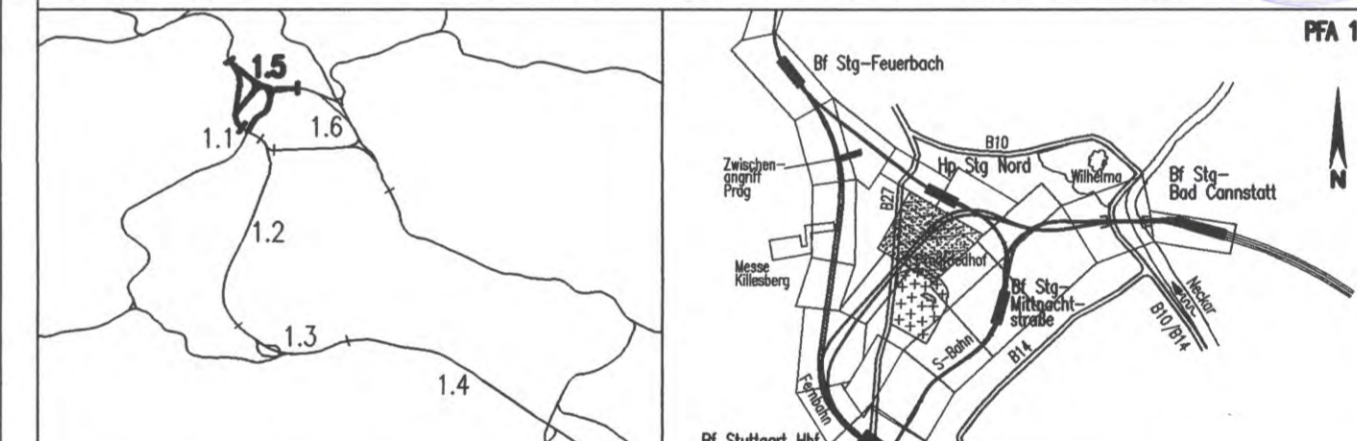 1.5
1.1
1.6
1.2
1.3
1.4
PFA 1
Bf Stg-Feuerbach
B10
Zwischen-
angriff
Prag
Hp Stg Nord
Wilhelma
Bf Stg-
Bad Cannstatt
N
B27
Messe
Killesberg
Bf Stg-
Mittnacht-
straße
Neckar
B10/B14
S-Bahn
B14
Fernbahn
Bf Stuttgart Hbf